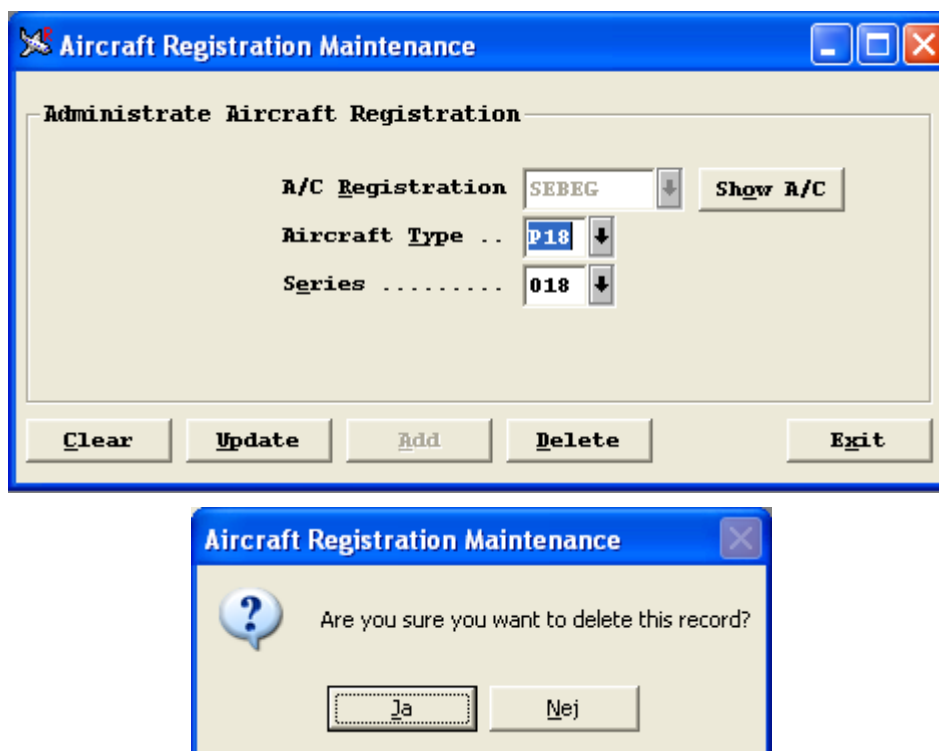 Aircraft Registration Maintenance
Administrate Aircraft Registration
A/C Registration SEBEG Show A/C
Aircraft Type .. P18
Series ......... 018
Clear Update Add Delete Exit
Aircraft Registration Maintenance
Are you sure you want to delete this record?
Ja Nej